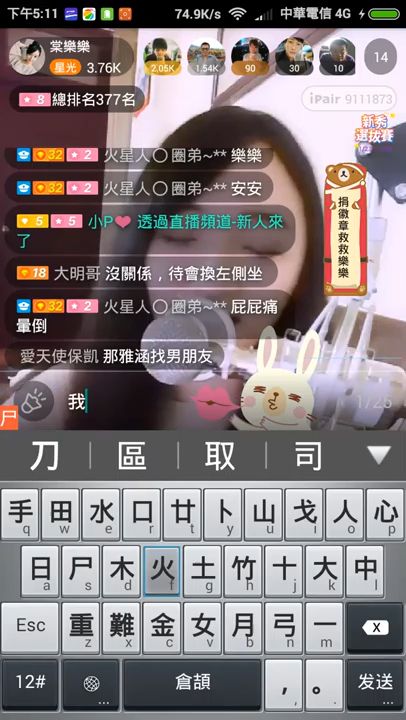 下午5:11
74.9K/s
中華電信 4G
棠樂樂
星光 3.76K
2.05K
1.54K
90
30
10
14
8 總排名377名
iPair 9111873
新秀
選拔賽
捐徽章救救樂樂
32 2 火星人〇圈弟~** 樂樂
32 2 火星人〇圈弟~** 安安
5 5 小P 透過直播頻道-新人來
了
18 大明哥 沒關係，待會換左側坐
32 2 火星人〇圈弟~** 屁屁痛
暈倒
愛天使保凱 那雅涵找男朋友
我
1/26
尸
刀 區 取 司
手 田 水 口 廿 卜 山 戈 人 心
q w e r t y u i o p
日 尸 木 火 土 竹 十 大 中
a s d f g h j k l
Esc 重 難 金 女 月 弓 一
z x c v b n m
12# 倉頡 ， 。 发送